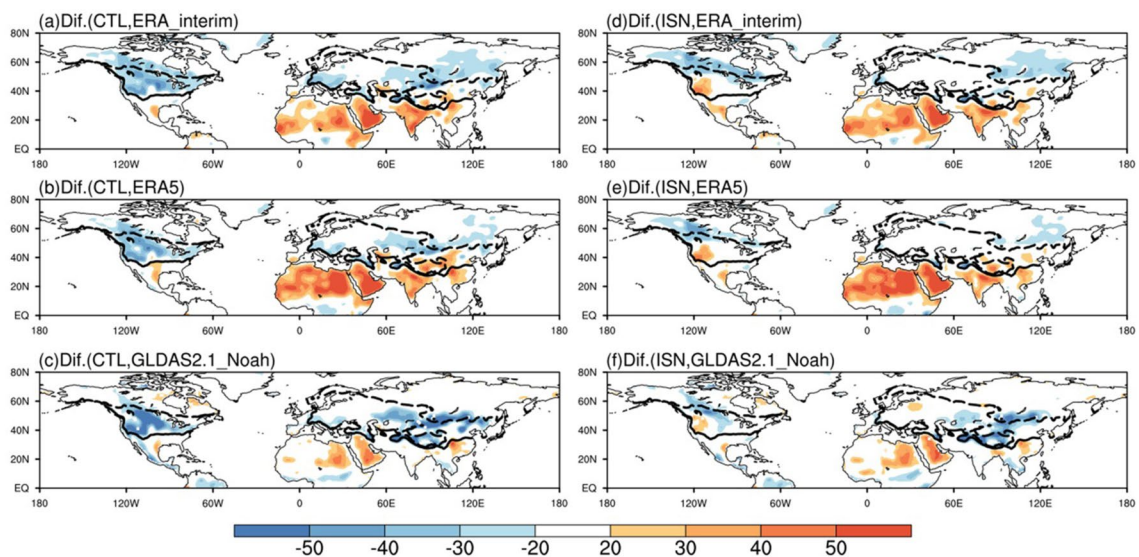 (a)Dif.(CTL,ERA_interim)
80N
60N
40N
20N
EQ
180 120W 60W 0 60E 120E 180
(d)Dif.(ISN,ERA_interim)
80N
60N
40N
20N
EQ
180 120W 60W 0 60E 120E 180
(b)Dif.(CTL,ERA5)
80N
60N
40N
20N
EQ
180 120W 60W 0 60E 120E 180
(e)Dif.(ISN,ERA5)
80N
60N
40N
20N
EQ
180 120W 60W 0 60E 120E 180
(c)Dif.(CTL,GLDAS2.1_Noah)
80N
60N
40N
20N
EQ
180 120W 60W 0 60E 120E 180
(f)Dif.(ISN,GLDAS2.1_Noah)
80N
60N
40N
20N
EQ
180 120W 60W 0 60E 120E 180
-50 -40 -30 -20 20 30 40 50